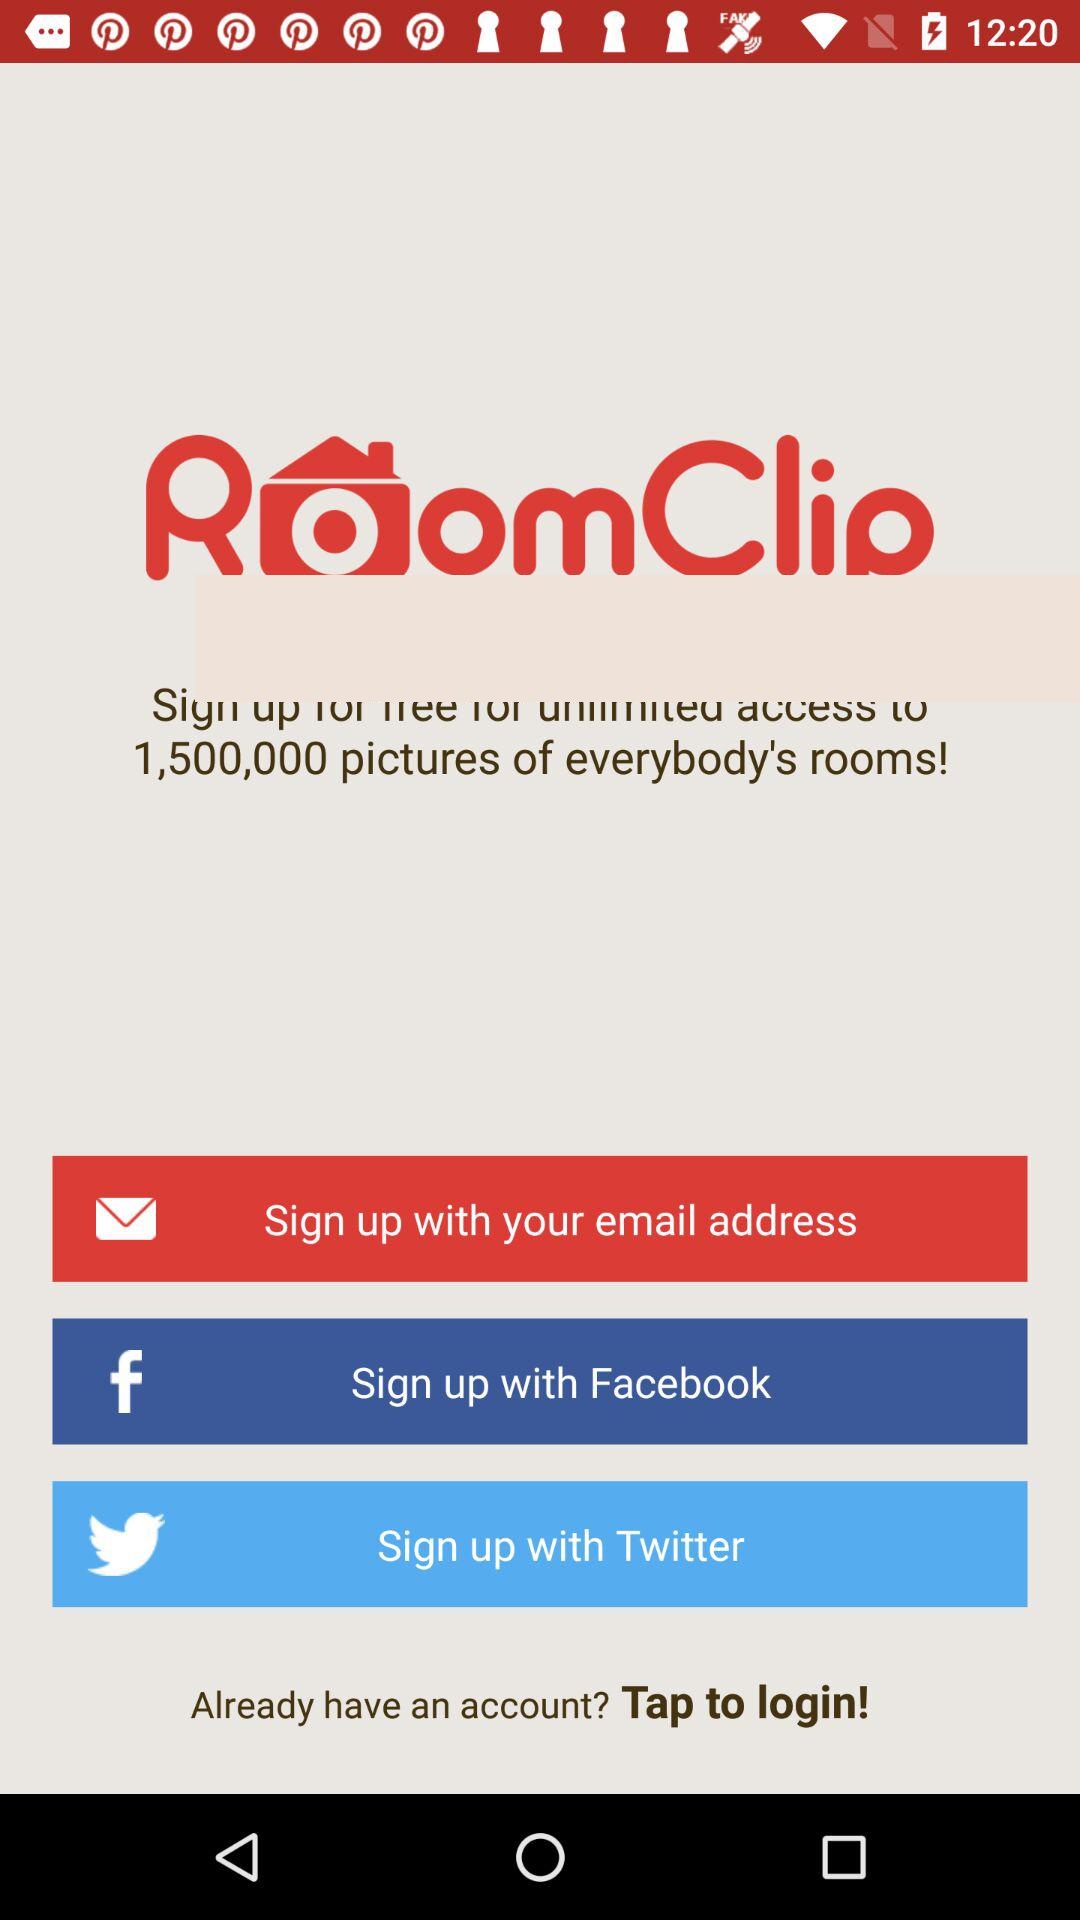 FAKE
12:20
RoomClip
Sign up for free for unlimited access to
1,500,000 pictures of everybody's rooms!
Sign up with your email address
Sign up with Facebook
Sign up with Twitter
Already have an account? Tap to login!